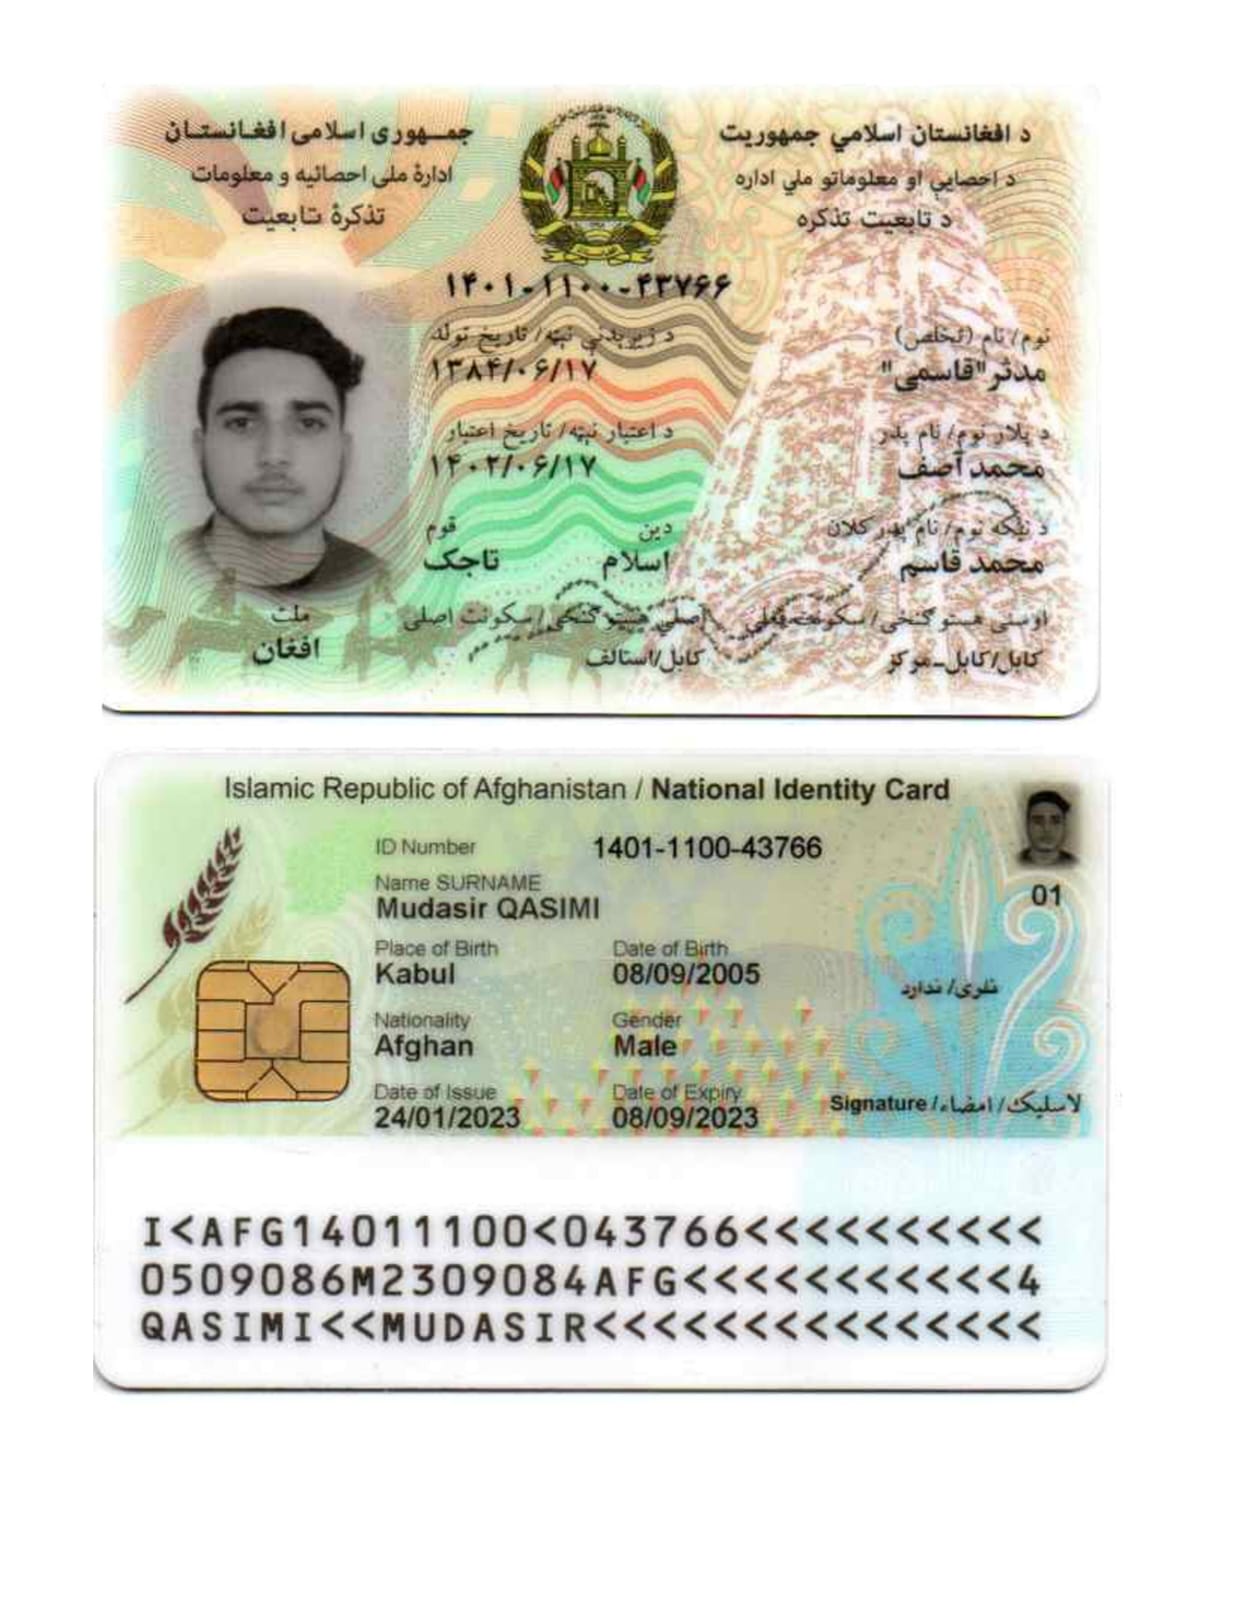 د افغانستان اسلامي جمهوریت
جمهوری اسلامی افغانستان
د احصایې او معلوماتو ملي اداره
ادارۀ ملی احصائیه و معلومات
د تابعیت تذکره
تذکرۀ تابعیت
۱۴۰۱-۱۱۰۰-۴۳۷۶۶
نوم/ نام (تخلص)
د زېږېدنې نېټه/ تاریخ تولد
مدثر"قاسمی"
۱۳۸۴/۰۶/۱۷
د پلار نوم/ نام پدر
د اعتبار نېټه/ تاریخ اعتبار
محمد آصف
۱۴۰۲/۰۶/۱۷
د نیکه نوم/ نام پدر کلان
دین
قوم
محمد قاسم
اسلام
تاجک
اوسنی هستوګنځی/ سکونت فعلی
اصلي هستوګنځی/ سکونت اصلی
ملت
کابل/کابل-مرکز
کابل/استالف
افغان
Islamic Republic of Afghanistan / National Identity Card
ID Number 1401-1100-43766
Name SURNAME
Mudasir QASIMI
01
Place of Birth Date of Birth
Kabul 08/09/2005
نلري/ ندارد
Nationality Gender
Afghan Male
Date of Issue Date of Expiry
24/01/2023 08/09/2023
لاسلیک/ امضاء/ Signature
I<AFG14011100<043766<<<<<<<<<<
0509086M2309084AFG<<<<<<<<<<<4
QASIMI<<MUDASIR<<<<<<<<<<<<<<<